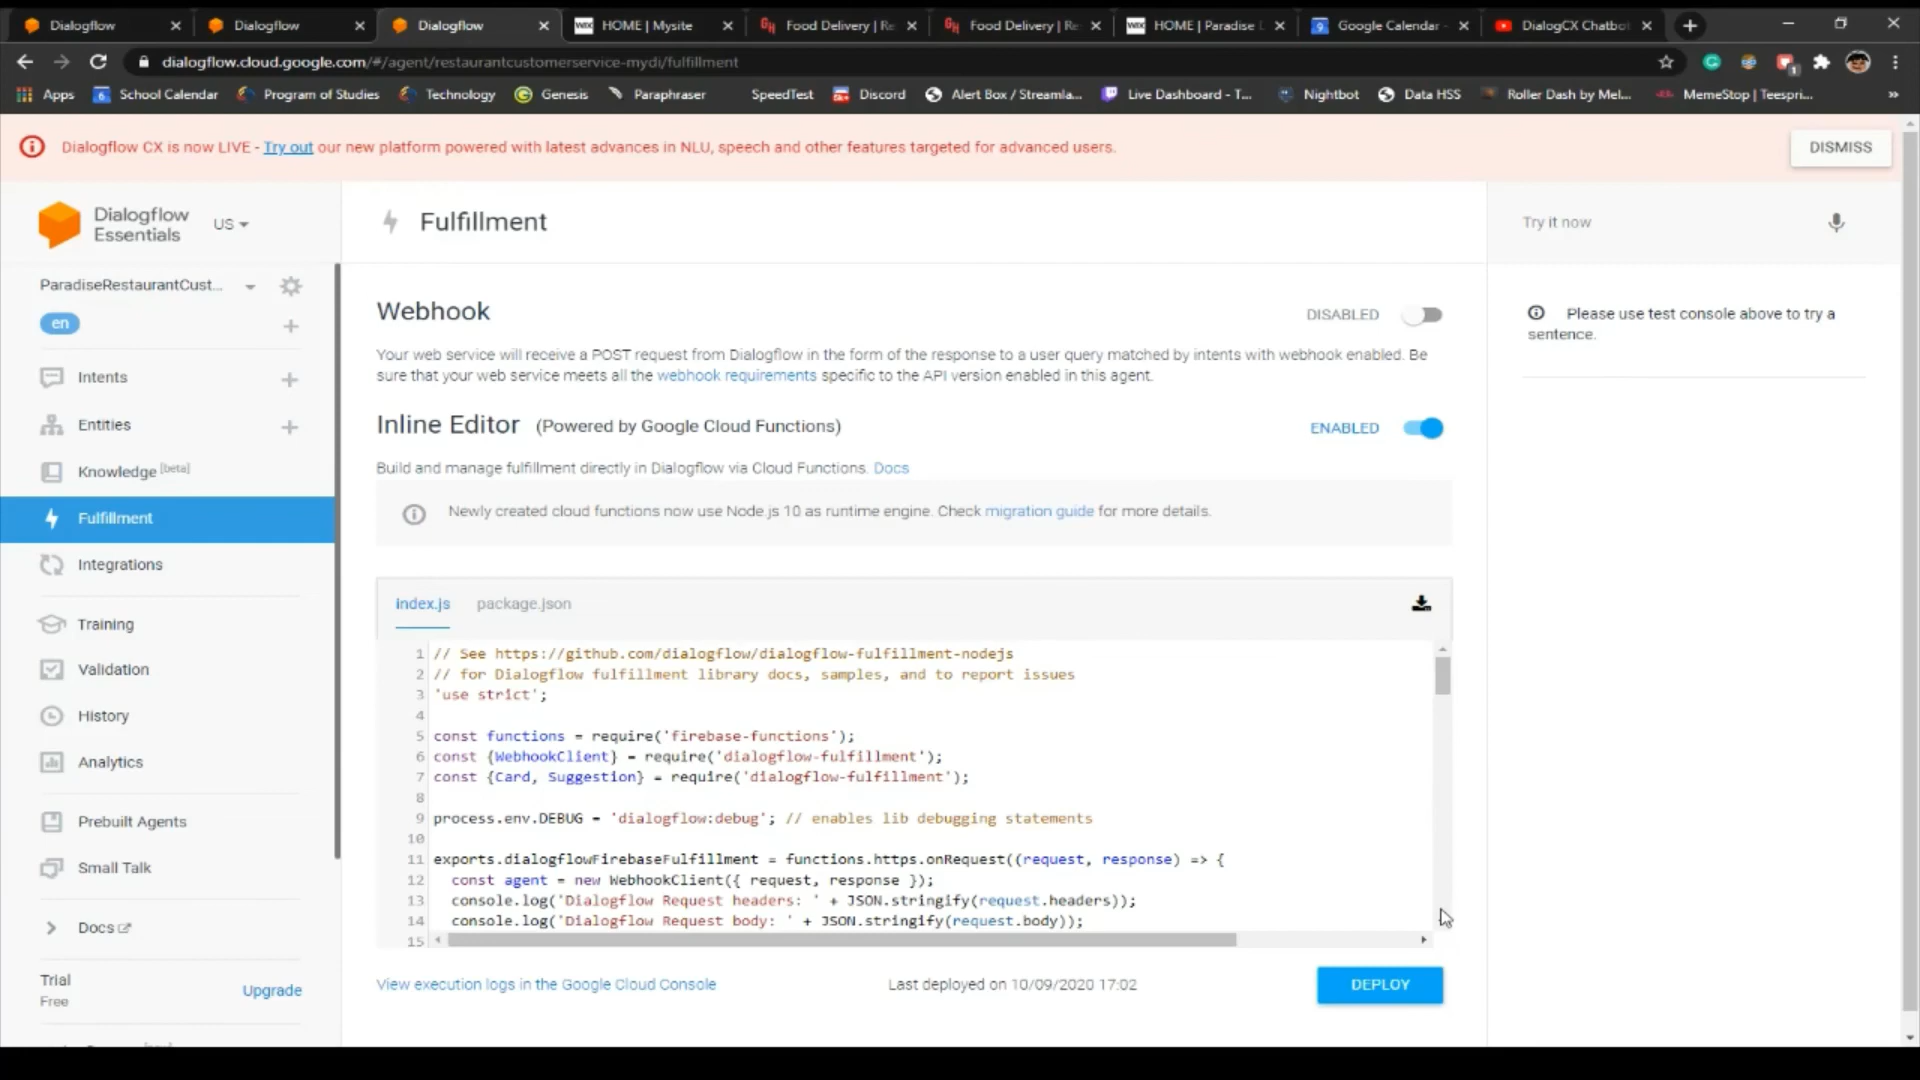 Dialogflow
Dialogflow
Dialogflow
WIX HOME | Mysite
Food Delivery | Re
Food Delivery | Re
WIX HOME | Paradise
Google Calendar -
DialogCX Chatbo
dialogflow.cloud.google.com/#/agent/restaurantcustomerservice-mydi/fulfillment
Apps
School Calendar
Program of Studies
Technology
Genesis
Paraphraser
SpeedTest
Discord
Alert Box / Streamla...
Live Dashboard - T...
Nightbot
Data HSS
Roller Dash by Mel...
MemeStop | Teespri...
Dialogflow CX is now LIVE - Try out our new platform powered with latest advances in NLU, speech and other features targeted for advanced users.
DISMISS
Dialogflow
Essentials
US
ParadiseRestaurantCust...
en
Intents
Entities
Knowledge [beta]
Fulfillment
Integrations
Training
Validation
History
Analytics
Prebuilt Agents
Small Talk
Docs
Trial
Free
Upgrade
Fulfillment
Webhook
DISABLED
Your web service will receive a POST request from Dialogflow in the form of the response to a user query matched by intents with webhook enabled. Be
sure that your web service meets all the webhook requirements specific to the API version enabled in this agent.
Inline Editor (Powered by Google Cloud Functions)
ENABLED
Build and manage fulfillment directly in Dialogflow via Cloud Functions. Docs
Newly created cloud functions now use Node.js 10 as runtime engine. Check migration guide for more details.
index.js
package.json
1 // See https://github.com/dialogflow/dialogflow-fulfillment-nodejs
2 // for Dialogflow fulfillment library docs, samples, and to report issues
3 'use strict';
4
5 const functions = require('firebase-functions');
6 const {WebhookClient} = require('dialogflow-fulfillment');
7 const {Card, Suggestion} = require('dialogflow-fulfillment');
8
9 process.env.DEBUG = 'dialogflow:debug'; // enables lib debugging statements
10
11 exports.dialogflowFirebaseFulfillment = functions.https.onRequest((request, response) => {
12 const agent = new WebhookClient({ request, response });
13 console.log('Dialogflow Request headers: ' + JSON.stringify(request.headers));
14 console.log('Dialogflow Request body: ' + JSON.stringify(request.body));
15
View execution logs in the Google Cloud Console
Last deployed on 10/09/2020 17:02
DEPLOY
Try it now
Please use test console above to try a
sentence.